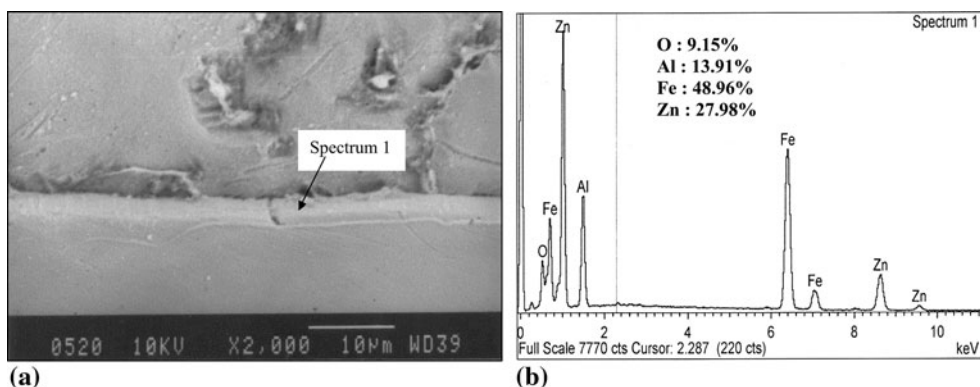 Spectrum 1
0520 10KV X2,000 10µm WD39
(a)
Spectrum 1
Zn
O : 9.15%
Al : 13.91%
Fe : 48.96%
Zn : 27.98%
Fe
Al
Fe
O
Zn
Fe
Zn
0 2 4 6 8 10
Full Scale 7770 cts Cursor: 2.287 (220 cts) keV
(b)